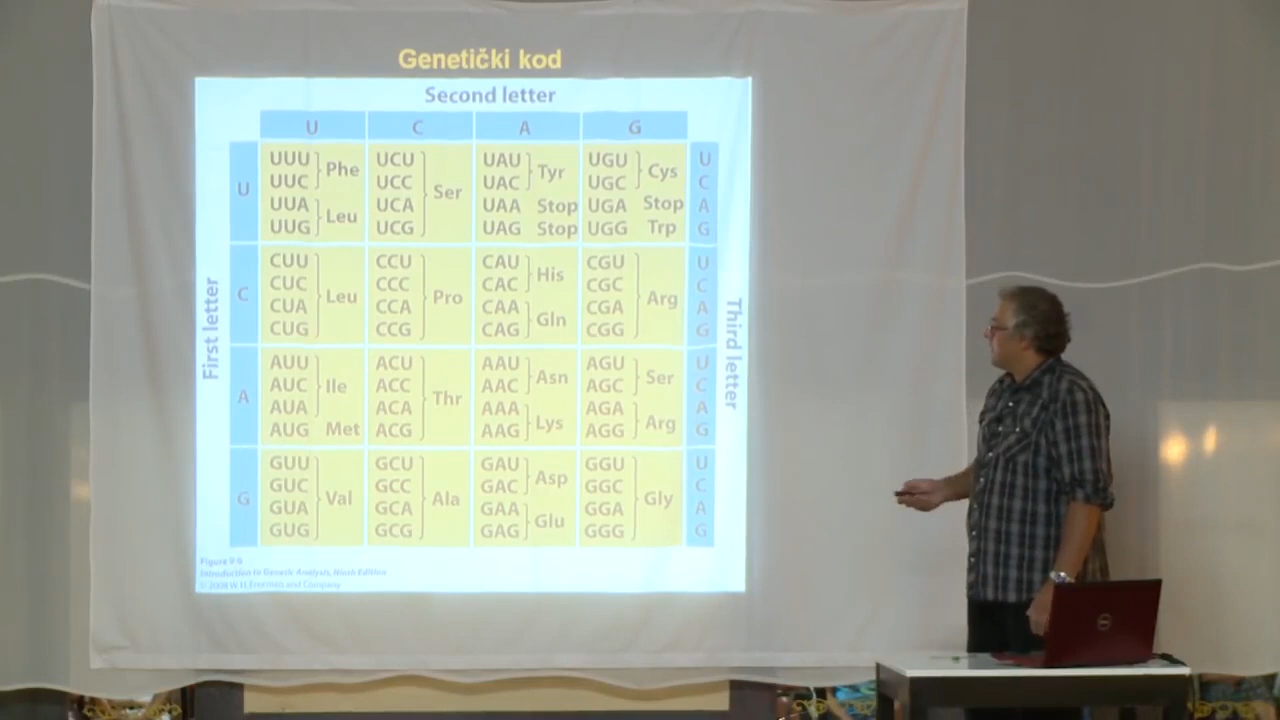 Genetički kod
Second letter
U C A G
First letter
Third letter
U
UUU UCU UAU UGU U
UUC Phe UCC UAC Tyr UGC Cys C
UUA UCA Ser UAA Stop UGA Stop A
UUG Leu UCG UAG Stop UGG Trp G
C
CUU CCU CAU CGU U
CUC CCC CAC His CGC C
CUA Leu CCA Pro CAA CGA Arg A
CUG CCG CAG Gln CGG G
A
AUU ACU AAU AGU U
AUC Ile ACC AAC Asn AGC Ser C
AUA ACA Thr AAA AGA A
AUG Met ACG AAG Lys AGG Arg G
G
GUU GCU GAU GGU U
GUC GCC GAC Asp GGC C
GUA Val GCA Ala GAA GGA Gly A
GUG GCG GAG Glu GGG G
Figure 9-6
Introduction to Genetic Analysis, Ninth Edition
© 2008 W.H. Freeman and Company
DELL